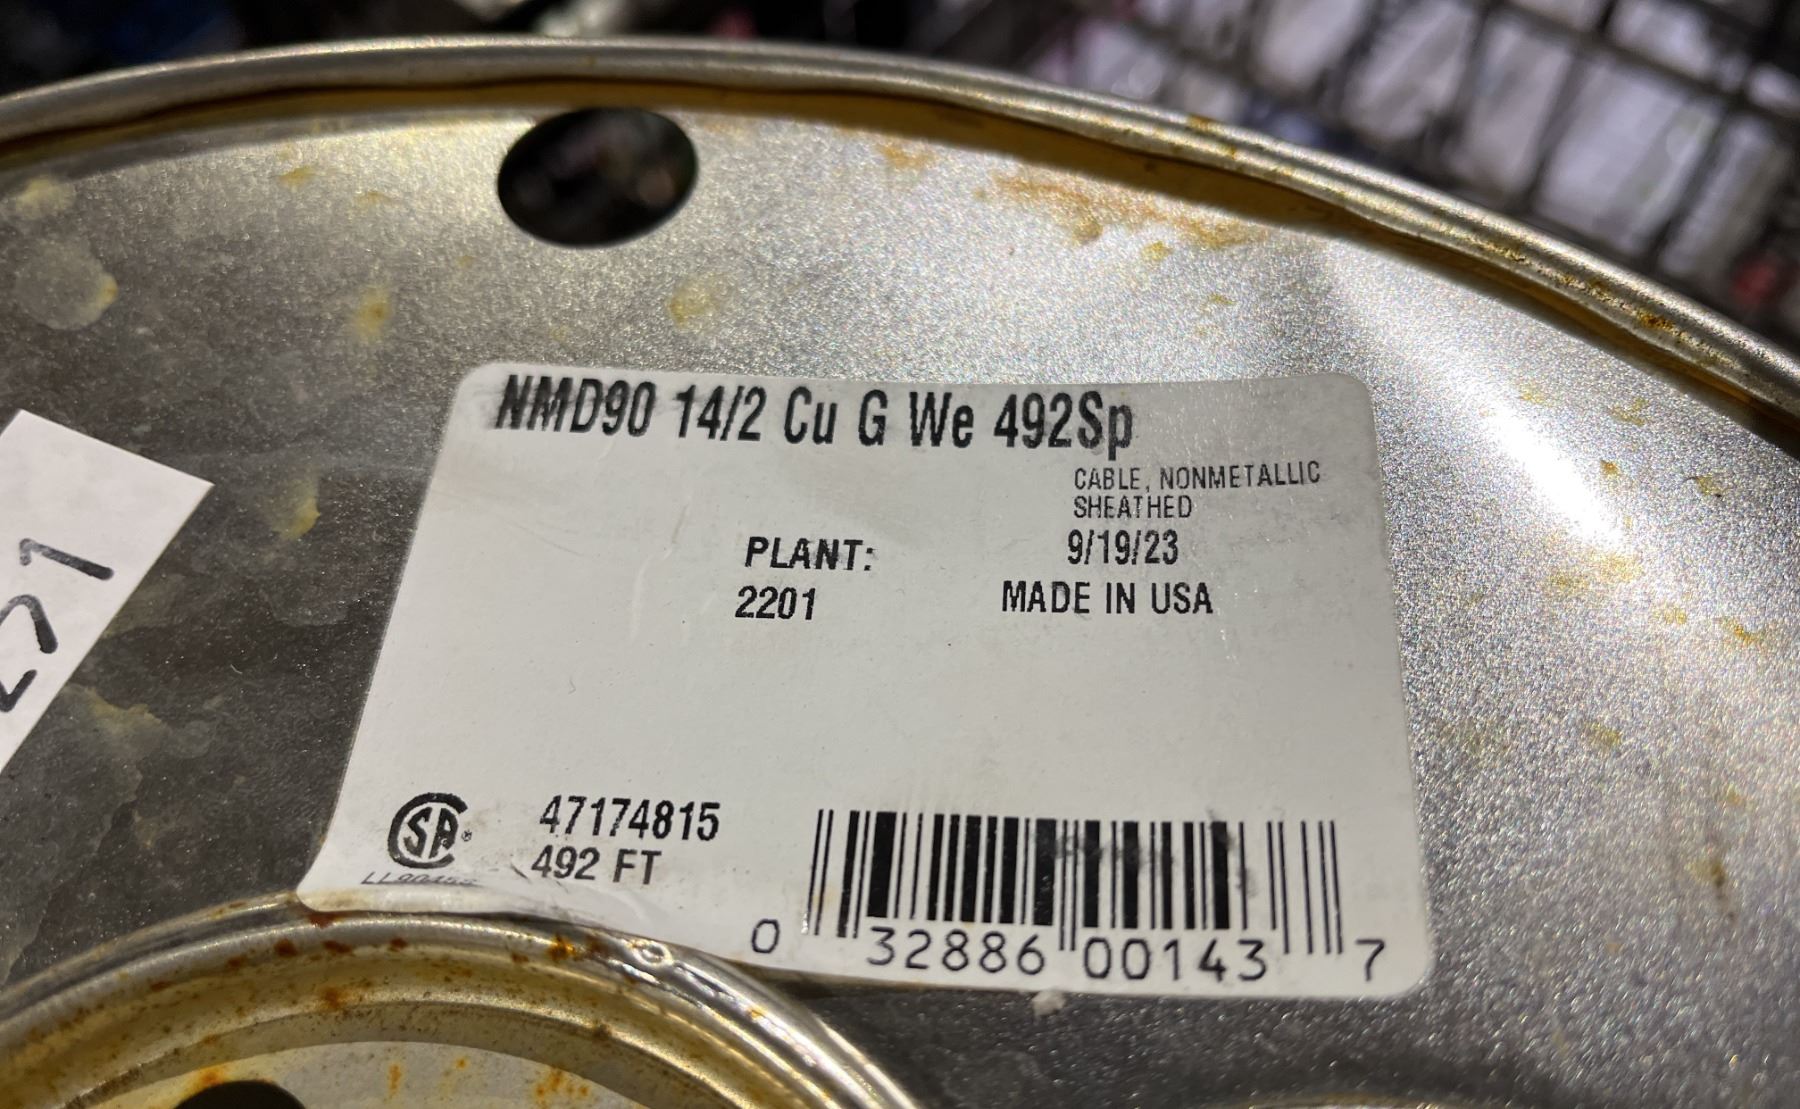 NMD90 14/2 Cu G We 492Sp
CABLE, NONMETALLIC
SHEATHED
PLANT:
9/19/23
2201
MADE IN USA
CSA
47174815
492 FT
0 32886 00143 7